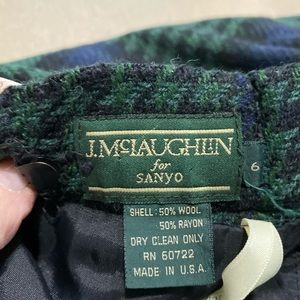 J.McLAUGHLIN
for
SANYO
6
SHELL: 50% WOOL
50% RAYON
DRY CLEAN ONLY
RN 60722
MADE IN U.S.A.